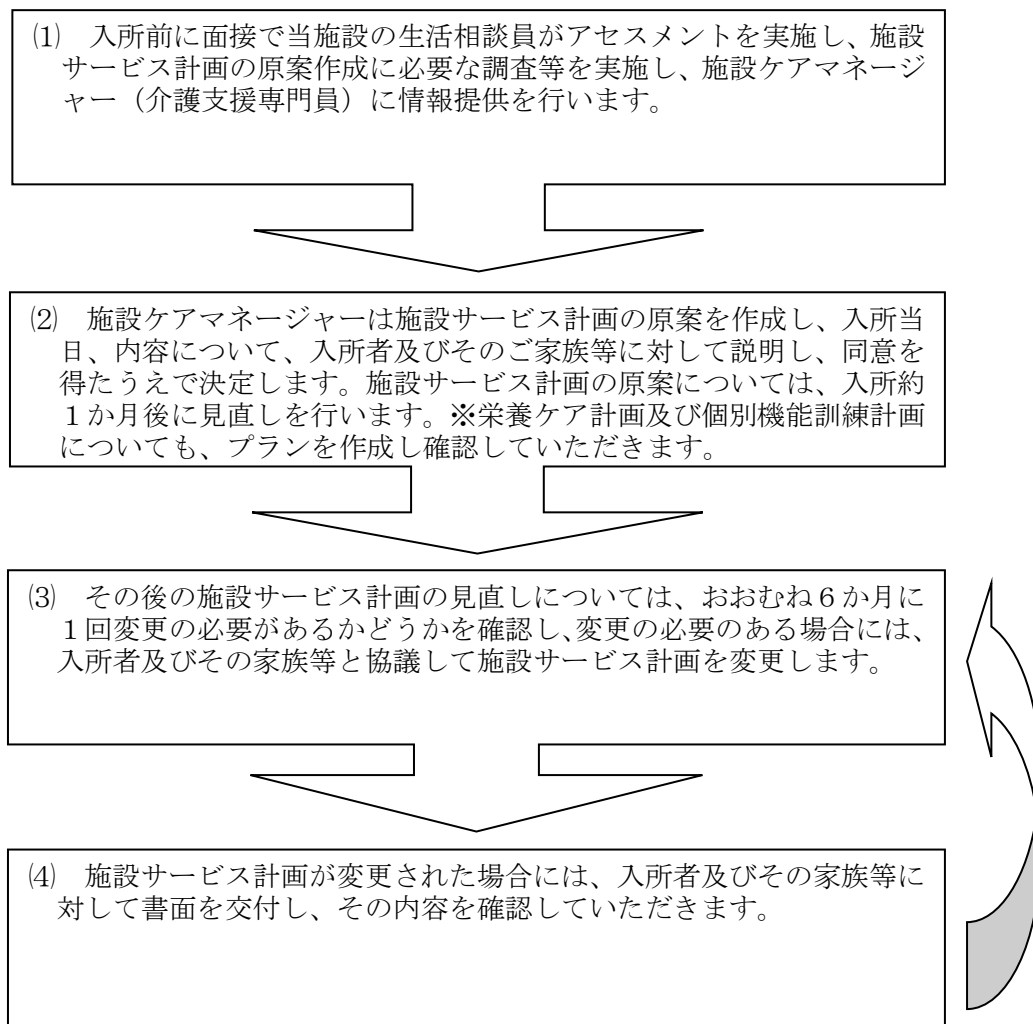 ⑴　入所前に面接で当施設の生活相談員がアセスメントを実施し、施設
サービス計画の原案作成に必要な調査等を実施し、施設ケアマネージ
ャー（介護支援専門員）に情報提供を行います。
⑵　施設ケアマネージャーは施設サービス計画の原案を作成し、入所当
日、内容について、入所者及びそのご家族等に対して説明し、同意を
得たうえで決定します。施設サービス計画の原案については、入所約
１か月後に見直しを行います。※栄養ケア計画及び個別機能訓練計画
についても、プランを作成し確認していただきます。
⑶　その後の施設サービス計画の見直しについては、おおむね６か月に
１回変更の必要があるかどうかを確認し、変更の必要のある場合には、
入所者及びその家族等と協議して施設サービス計画を変更します。
⑷　施設サービス計画が変更された場合には、入所者及びその家族等に
対して書面を交付し、その内容を確認していただきます。